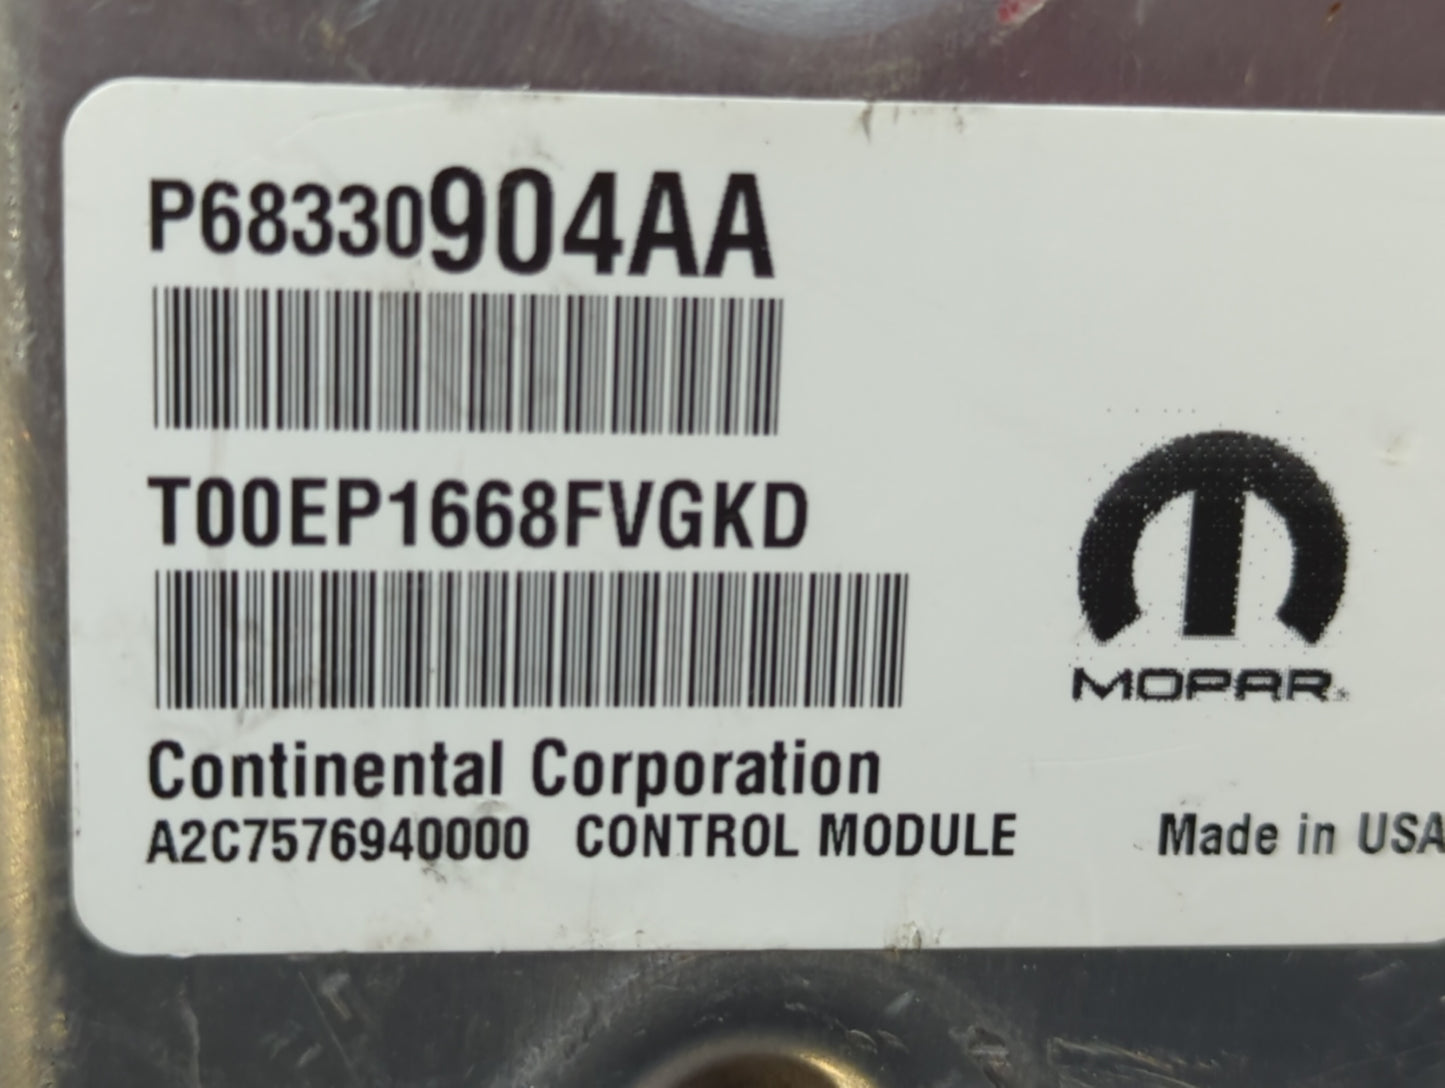 P68330904AA
T00EP1668FVGKD
MOPAR
Continental Corporation
A2C7576940000 CONTROL MODULE Made in USA